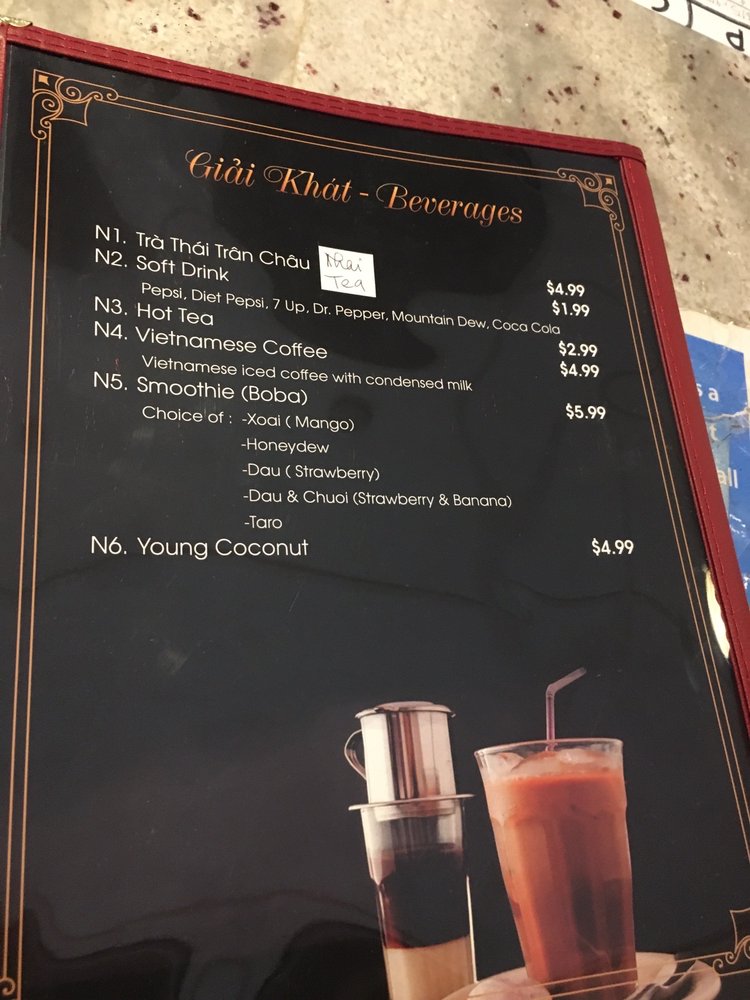 Giải Khát - Beverages
N1. Trà Thái Trân Châu Thai Tea $4.99
N2. Soft Drink $1.99
Pepsi, Diet Pepsi, 7 Up, Dr. Pepper, Mountain Dew, Coca Cola
N3. Hot Tea $2.99
N4. Vietnamese Coffee $4.99
Vietnamese iced coffee with condensed milk
N5. Smoothie (Boba) $5.99
Choice of : -Xoai ( Mango)
-Honeydew
-Dau ( Strawberry)
-Dau & Chuoi (Strawberry & Banana)
-Taro
N6. Young Coconut $4.99
s a
all